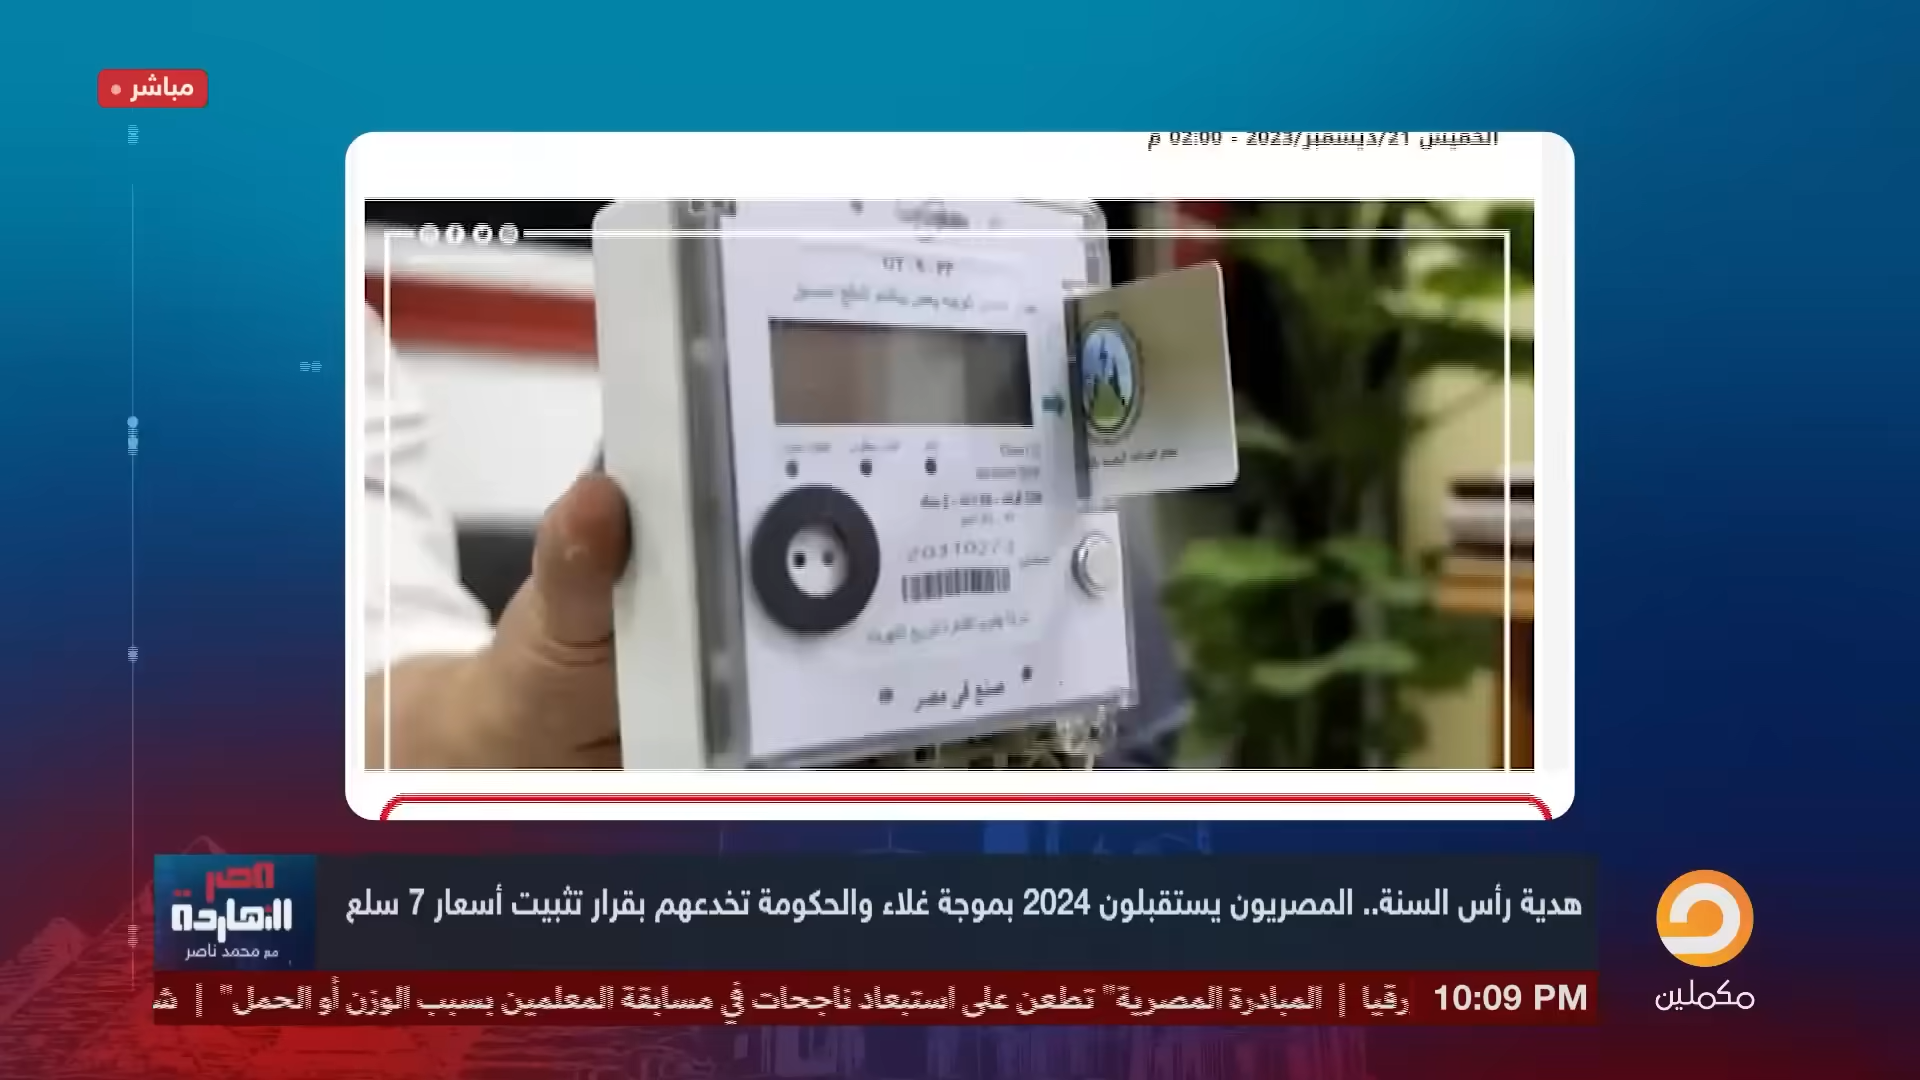 مباشر
الخميس 21/ديسمبر/2023 - 02:00 م
صنع في مصر
هدية رأس السنة.. المصريون يستقبلون 2024 بموجة غلاء والحكومة تخدعهم بقرار تثبيت أسعار 7 سلع
مصر
النهاردة
مع محمد ناصر
10:09 PM
رقيا | المبادرة المصرية" تطعن على استبعاد ناجحات في مسابقة المعلمين بسبب الوزن أو الحمل" | شـ
مكملين